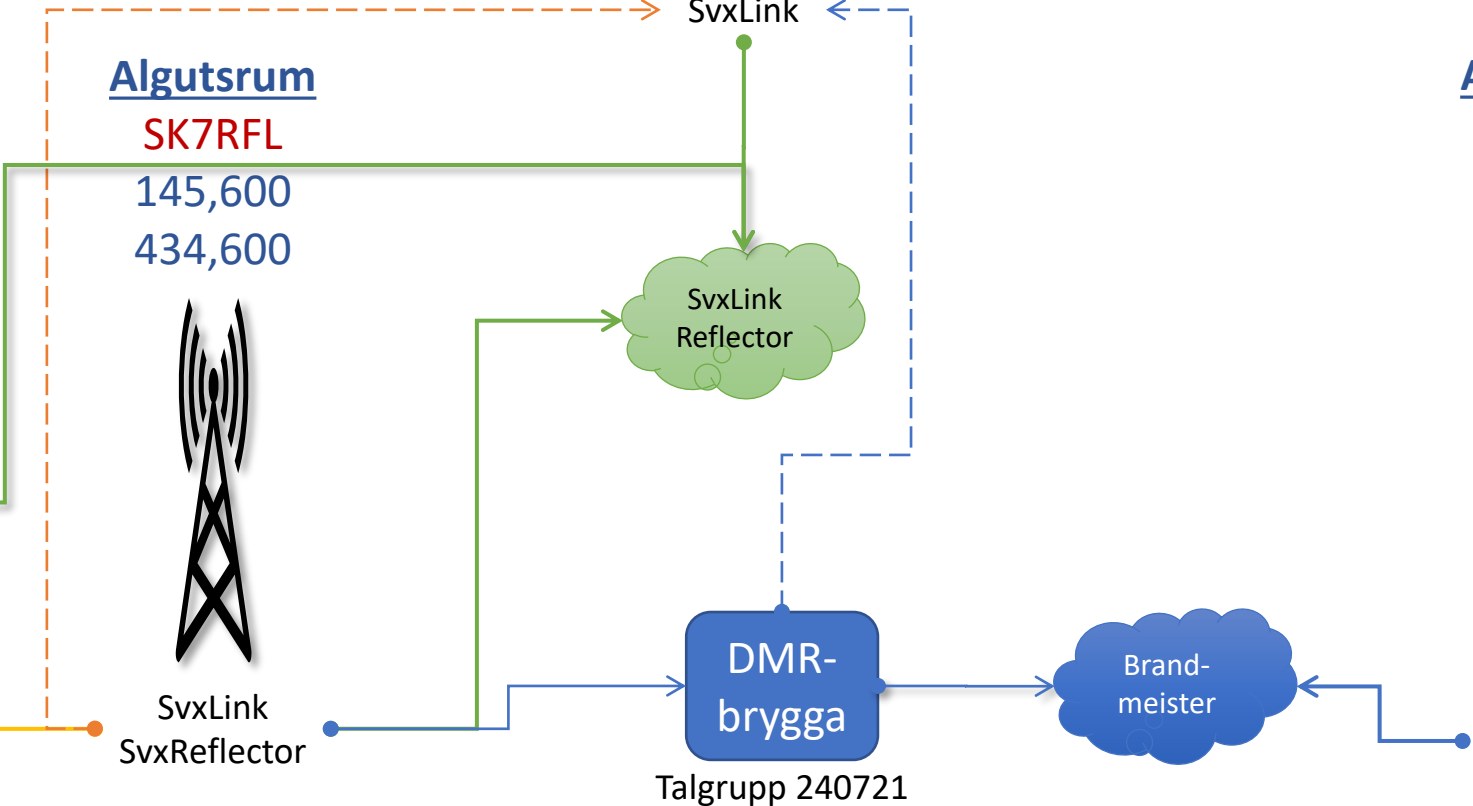 SvxLink
Algutsrum
SK7RFL
145,600
434,600
SvxLink
Reflector
SvxLink
SvxReflector
DMR-
brygga
Talgrupp 240721
Brand-
meister
A